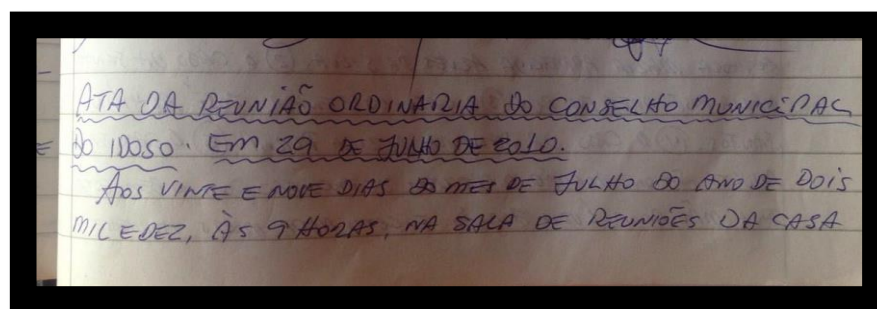 ATA DA REUNIÃO ORDINARIA DO CONSELHO MUNICIPAL
DO IDOSO. EM 29 DE JULHO DE 2010.
AOS VINTE E NOVE DIAS DO MES DE JULHO DO ANO DE DOIS
MIL E DEZ, ÀS 9 HORAS, NA SALA DE REUNIÕES DA CASA